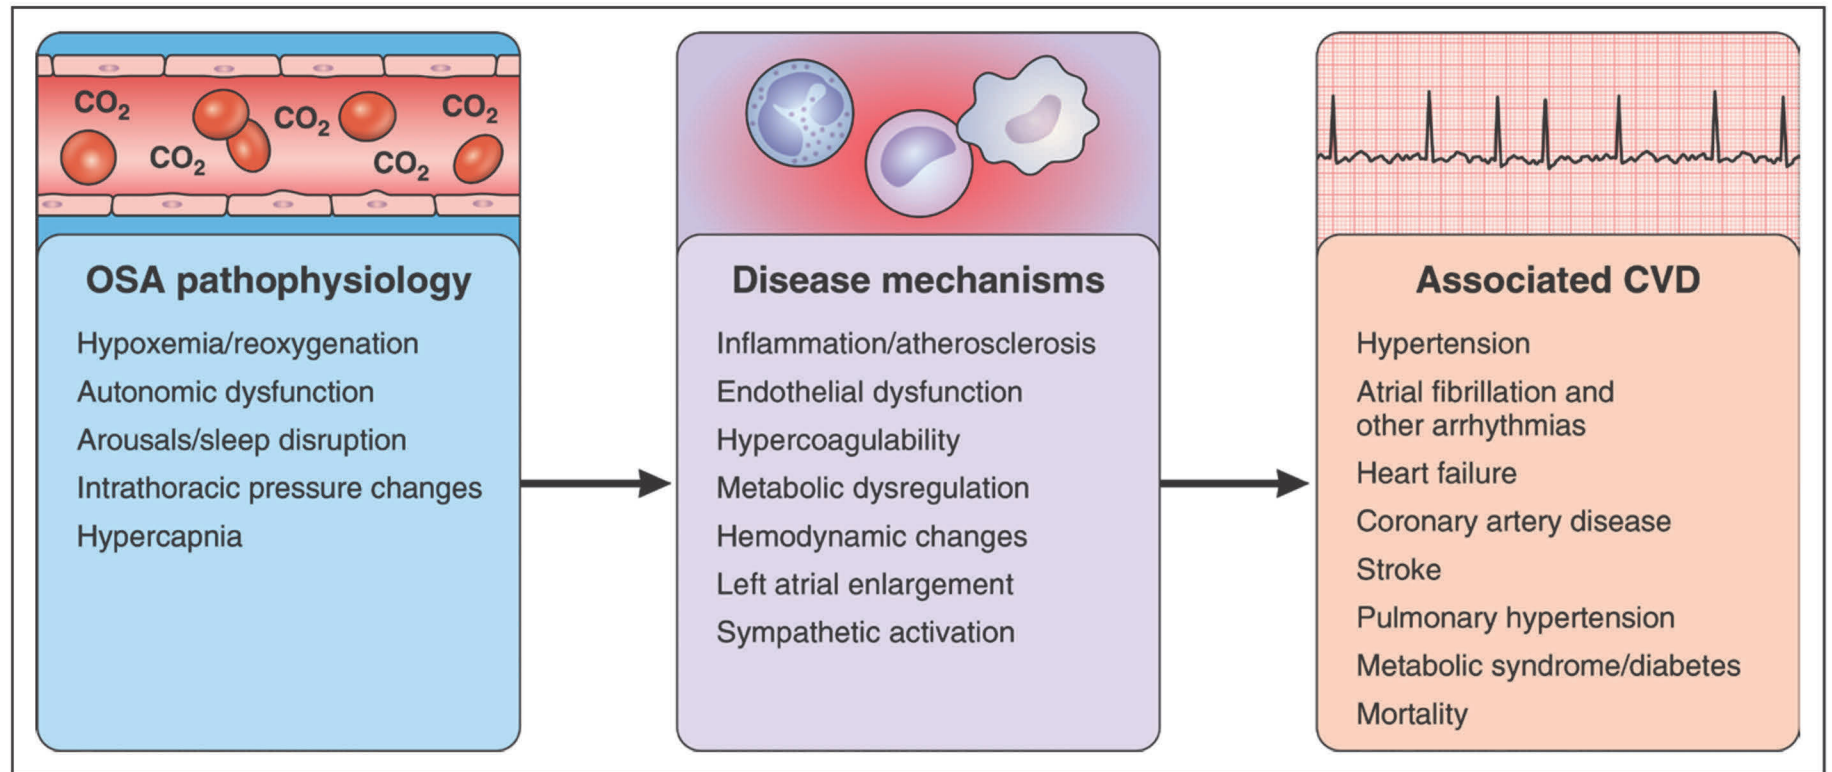 CO₂
CO₂
CO₂
CO₂
CO₂
OSA pathophysiology
Hypoxemia/reoxygenation
Autonomic dysfunction
Arousals/sleep disruption
Intrathoracic pressure changes
Hypercapnia
Disease mechanisms
Inflammation/atherosclerosis
Endothelial dysfunction
Hypercoagulability
Metabolic dysregulation
Hemodynamic changes
Left atrial enlargement
Sympathetic activation
Associated CVD
Hypertension
Atrial fibrillation and
other arrhythmias
Heart failure
Coronary artery disease
Stroke
Pulmonary hypertension
Metabolic syndrome/diabetes
Mortality